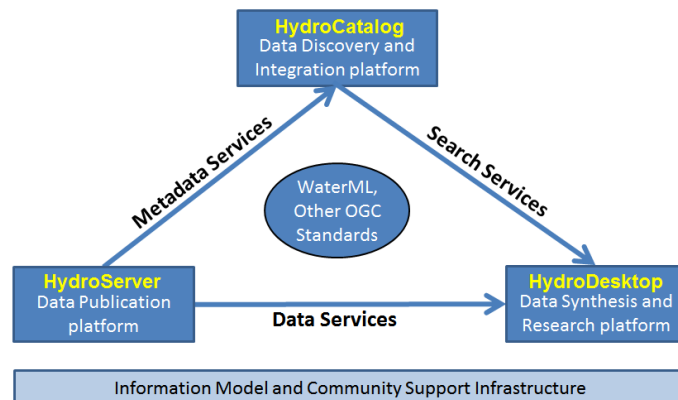 HydroCatalog
Data Discovery and
Integration platform
Metadata Services
Search Services
WaterML,
Other OGC
Standards
HydroServer
Data Publication
platform
Data Services
HydroDesktop
Data Synthesis and
Research platform
Information Model and Community Support Infrastructure